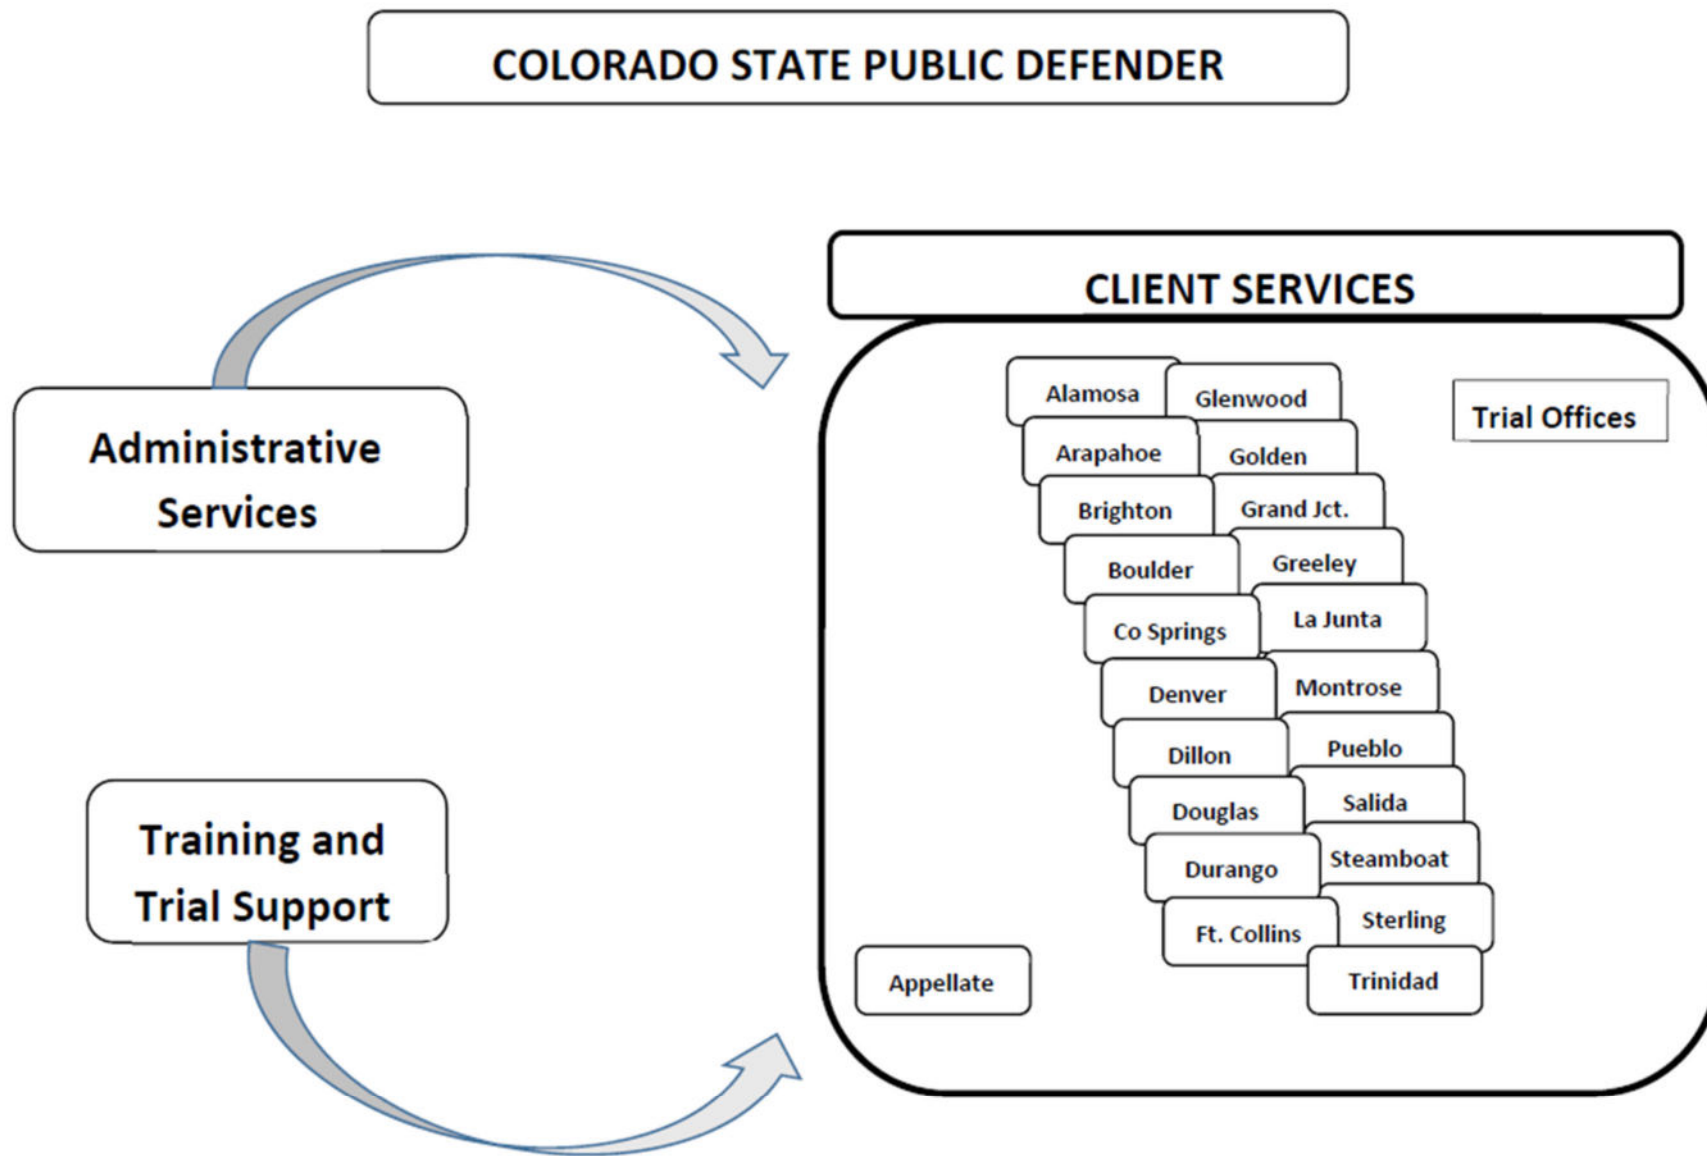 COLORADO STATE PUBLIC DEFENDER
CLIENT SERVICES
Administrative
Services
Training and
Trial Support
Trial Offices
Alamosa
Arapahoe
Brighton
Boulder
Co Springs
Denver
Dillon
Douglas
Durango
Ft. Collins
Glenwood
Golden
Grand Jct.
Greeley
La Junta
Montrose
Pueblo
Salida
Steamboat
Sterling
Trinidad
Appellate